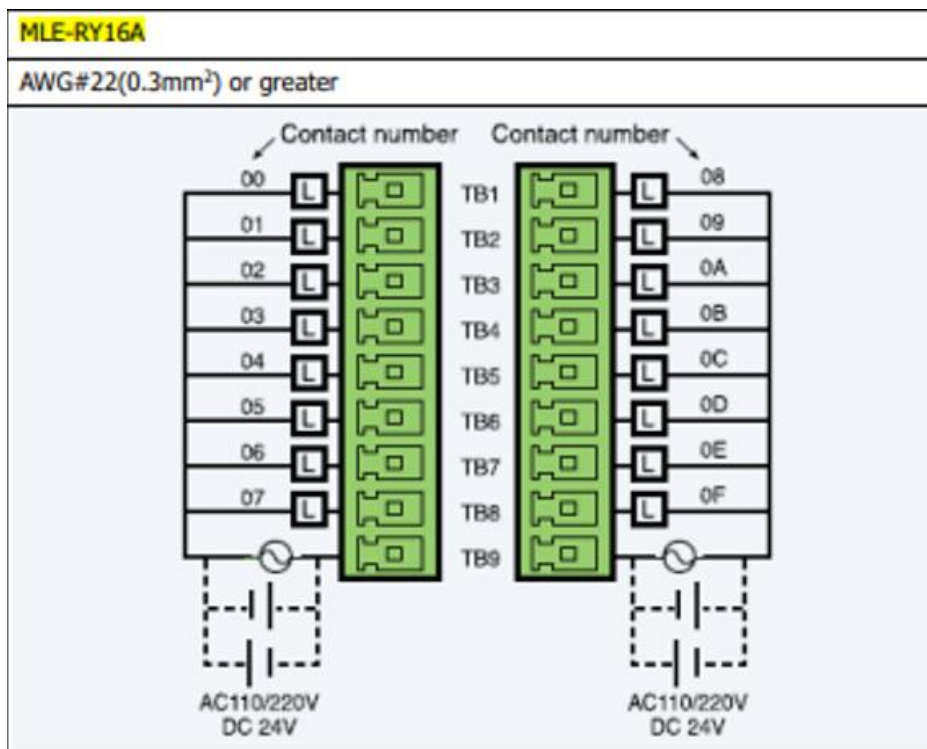 MLE-RY16A
AWG#22(0.3mm²) or greater
Contact number Contact number
00 L TB1 L 08
01 L TB2 L 09
02 L TB3 L 0A
03 L TB4 L 0B
04 L TB5 L 0C
05 L TB6 L 0D
06 L TB7 L 0E
07 L TB8 L 0F
TB9
AC110/220V AC110/220V
DC 24V DC 24V